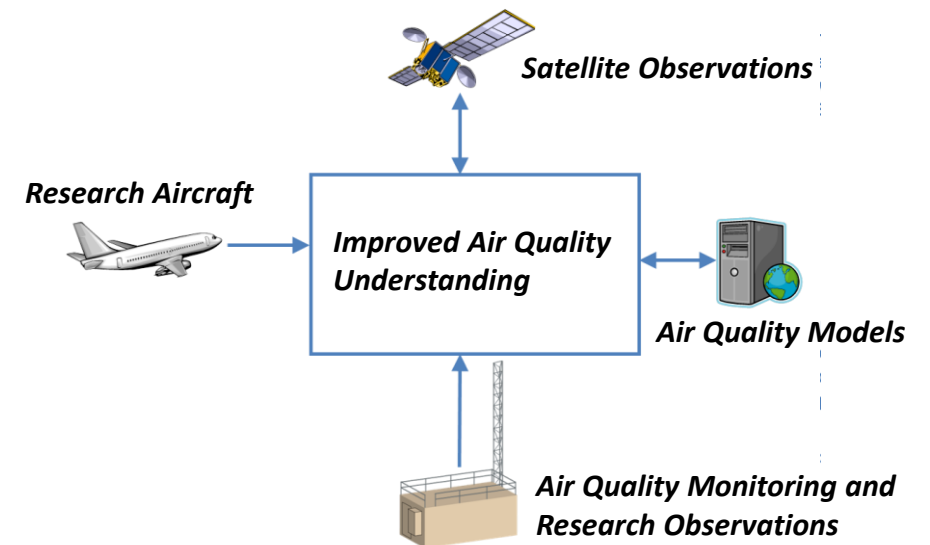 Satellite Observations
Research Aircraft
Improved Air Quality
Understanding
Air Quality Models
Air Quality Monitoring and
Research Observations